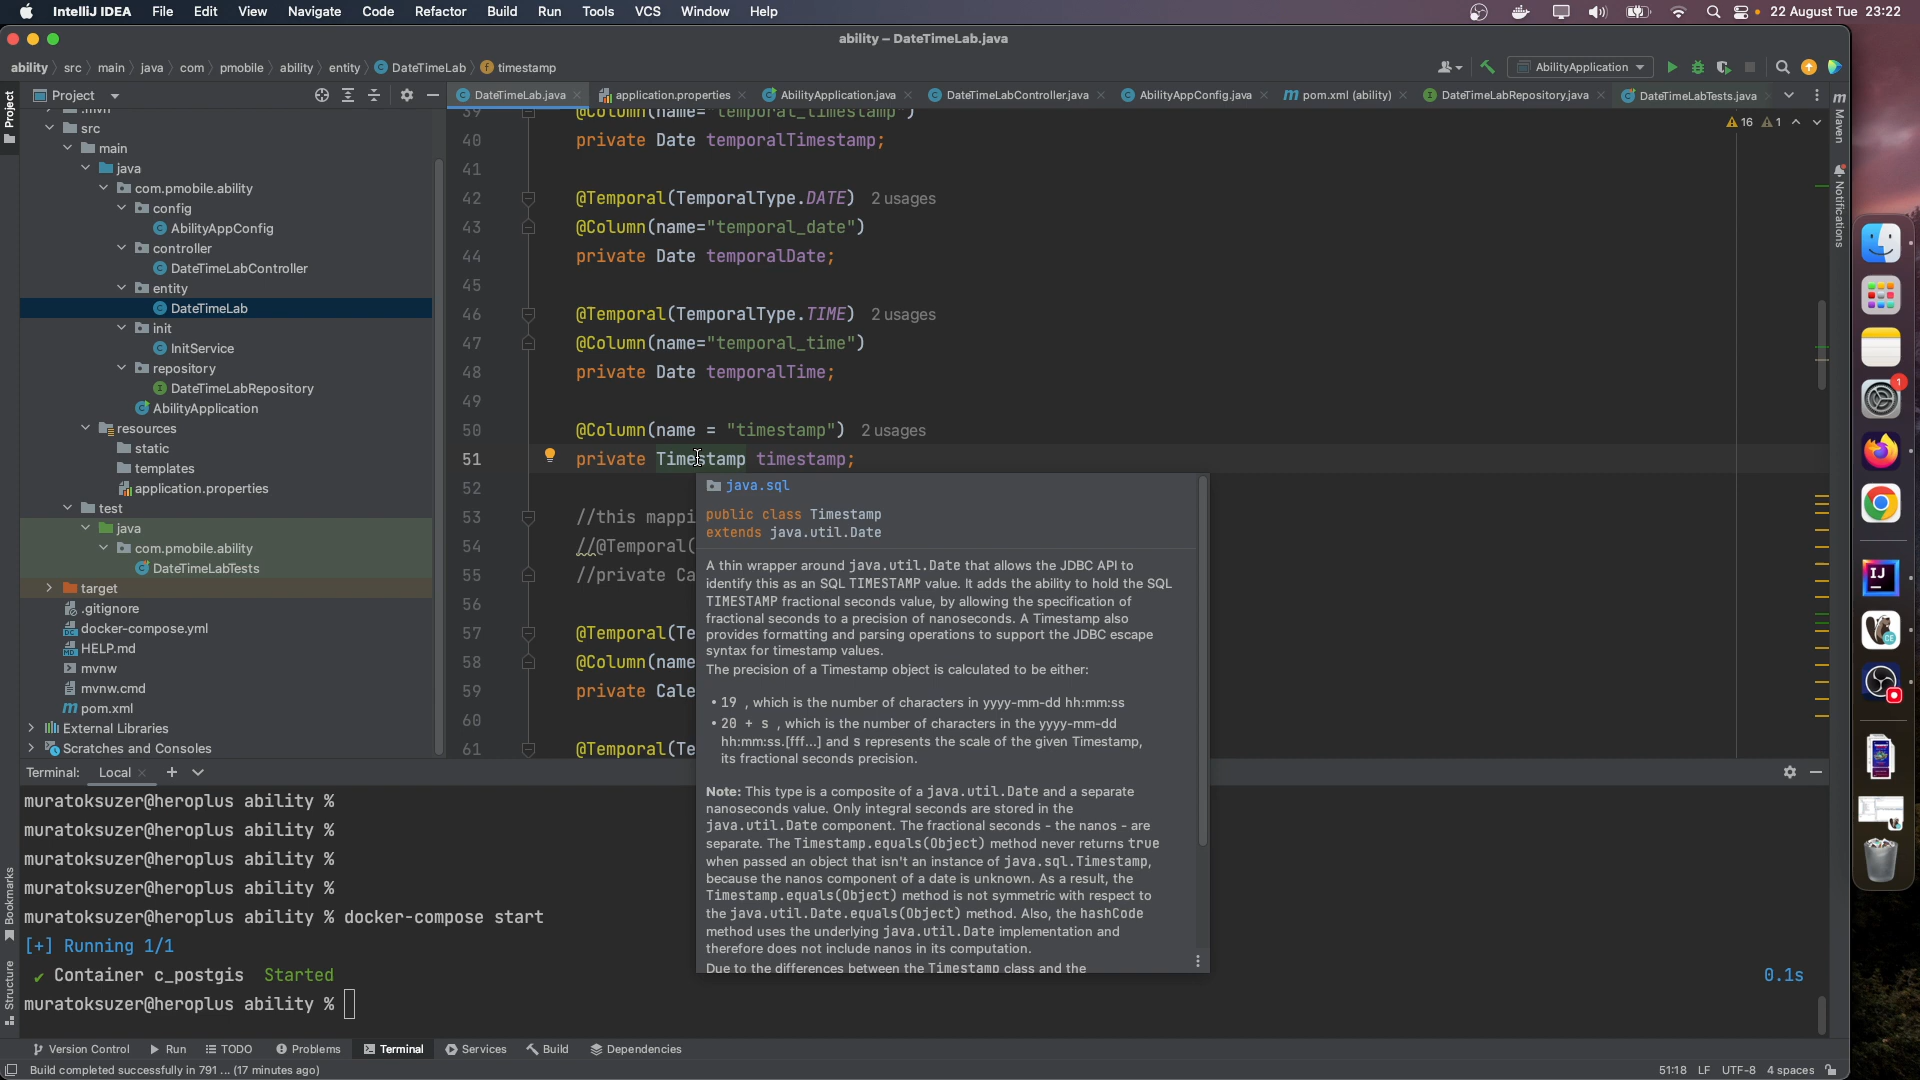 IntelliJ IDEA File Edit View Navigate Code Refactor Build Run Tools VCS Window Help 22 August Tue 23:22
ability – DateTimeLab.java
ability src main java com pmobile ability entity DateTimeLab timestamp
AbilityApplication
Project
DateTimeLab.java application.properties AbilityApplication.java DateTimeLabController.java AbilityAppConfig.java pom.xml (ability) DateTimeLabRepository.java DateTimeLabTests.java
Project
Maven
Notifications
16 1
src
main
java
com.pmobile.ability
config
AbilityAppConfig
controller
DateTimeLabController
entity
DateTimeLab
init
InitService
repository
DateTimeLabRepository
AbilityApplication
resources
static
templates
application.properties
test
java
com.pmobile.ability
DateTimeLabTests
target
.gitignore
docker-compose.yml
HELP.md
mvnw
mvnw.cmd
pom.xml
External Libraries
Scratches and Consoles
39 @Column(name="temporal_timestamp")
40 private Date temporalTimestamp;
41
42 @Temporal(TemporalType.DATE) 2 usages
43 @Column(name="temporal_date")
44 private Date temporalDate;
45
46 @Temporal(TemporalType.TIME) 2 usages
47 @Column(name="temporal_time")
48 private Date temporalTime;
49
50 @Column(name = "timestamp") 2 usages
51 private Timestamp timestamp;
52
53 //this mappi
54 //@Temporal(
55 //private Ca
56
57 @Temporal(Te
58 @Column(name
59 private Cale
60
61 @Temporal(Te
java.sql
public class Timestamp
extends java.util.Date
A thin wrapper around java.util.Date that allows the JDBC API to
identify this as an SQL TIMESTAMP value. It adds the ability to hold the SQL
TIMESTAMP fractional seconds value, by allowing the specification of
fractional seconds to a precision of nanoseconds. A Timestamp also
provides formatting and parsing operations to support the JDBC escape
syntax for timestamp values.
The precision of a Timestamp object is calculated to be either:
• 19 , which is the number of characters in yyyy-mm-dd hh:mm:ss
• 20 + s , which is the number of characters in the yyyy-mm-dd
hh:mm:ss.[fff...] and s represents the scale of the given Timestamp,
its fractional seconds precision.
Note: This type is a composite of a java.util.Date and a separate
nanoseconds value. Only integral seconds are stored in the
java.util.Date component. The fractional seconds - the nanos - are
separate. The Timestamp.equals(Object) method never returns true
when passed an object that isn't an instance of java.sql.Timestamp,
because the nanos component of a date is unknown. As a result, the
Timestamp.equals(Object) method is not symmetric with respect to
the java.util.Date.equals(Object) method. Also, the hashCode
method uses the underlying java.util.Date implementation and
therefore does not include nanos in its computation.
Due to the differences between the Timestamp class and the
Terminal: Local
muratoksuzer@heroplus ability %
muratoksuzer@heroplus ability %
muratoksuzer@heroplus ability %
muratoksuzer@heroplus ability %
muratoksuzer@heroplus ability % docker-compose start
[+] Running 1/1
✔ Container c_postgis Started 0.1s
muratoksuzer@heroplus ability %
Bookmarks
Structure
Version Control Run TODO Problems Terminal Services Build Dependencies
Build completed successfully in 791 ... (17 minutes ago) 51:18 LF UTF-8 4 spaces
1
IJ
CE